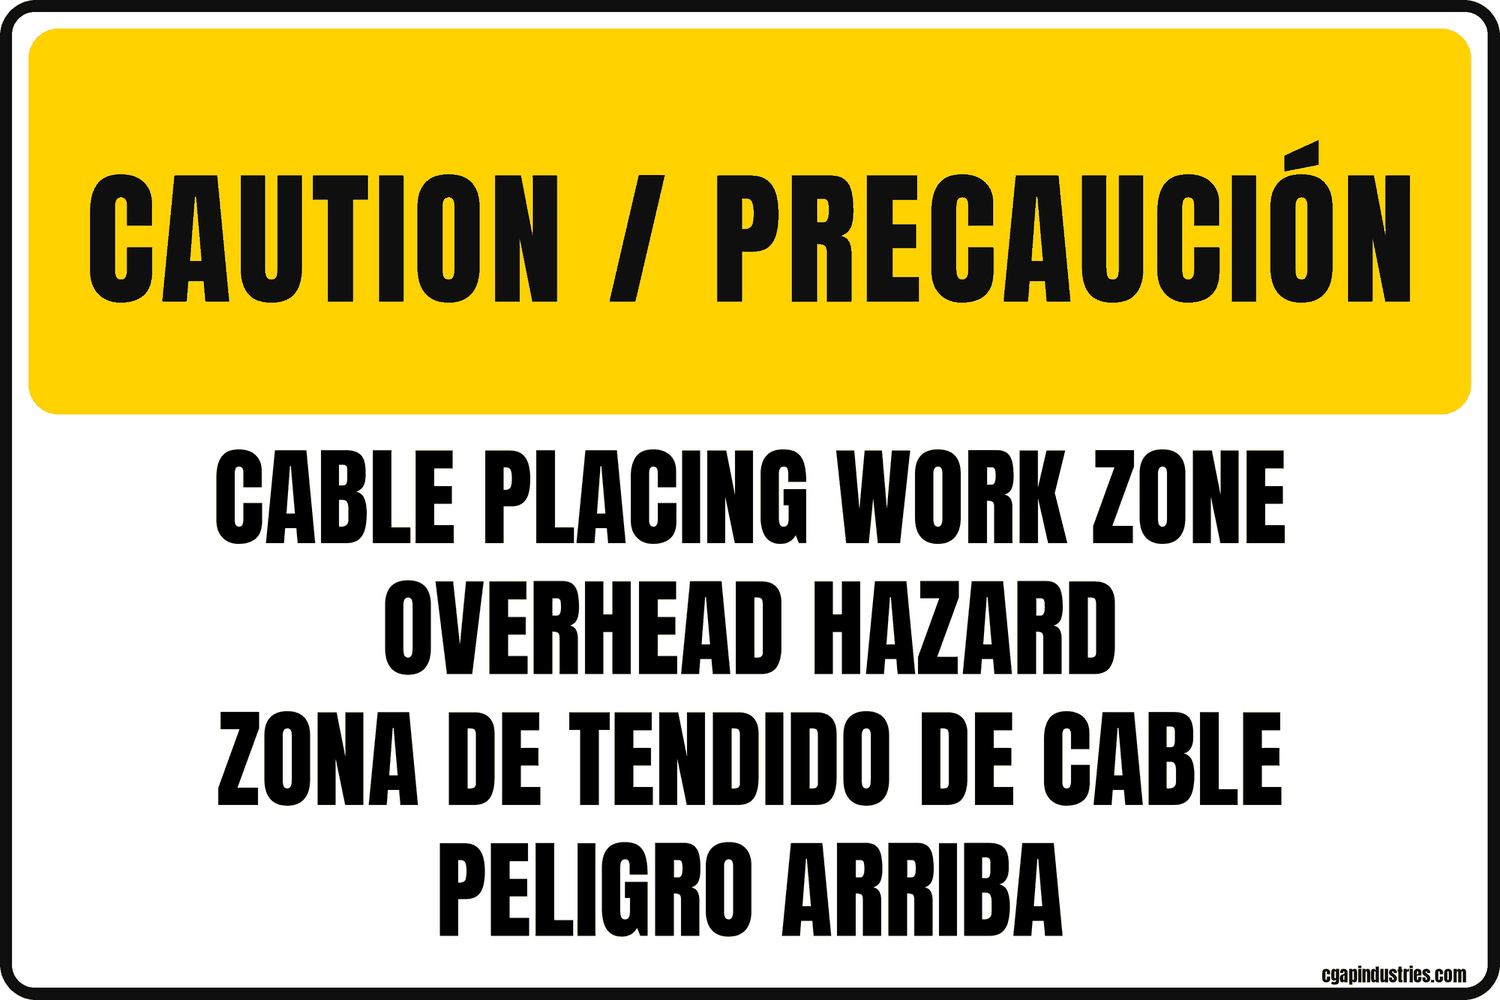 CAUTION / PRECAUCIÓN
CABLE PLACING WORK ZONE
OVERHEAD HAZARD
ZONA DE TENDIDO DE CABLE
PELIGRO ARRIBA
cgapindustries.com